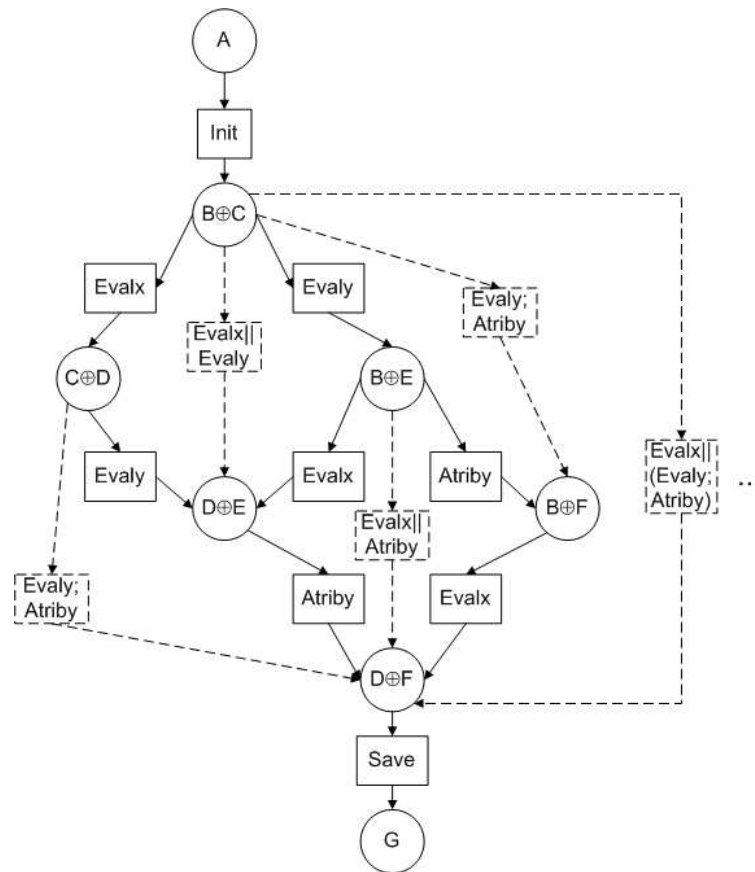 A
Init
B⊕C
Evalx
Evaly
Evaly;
Atriby
Evalx||
Evaly
C⊕D
B⊕E
Evalx||
(Evaly;
Atriby)
..
Evaly
Evalx
Atriby
D⊕E
B⊕F
Evalx||
Atriby
Evaly;
Atriby
Atriby
Evalx
D⊕F
Save
G